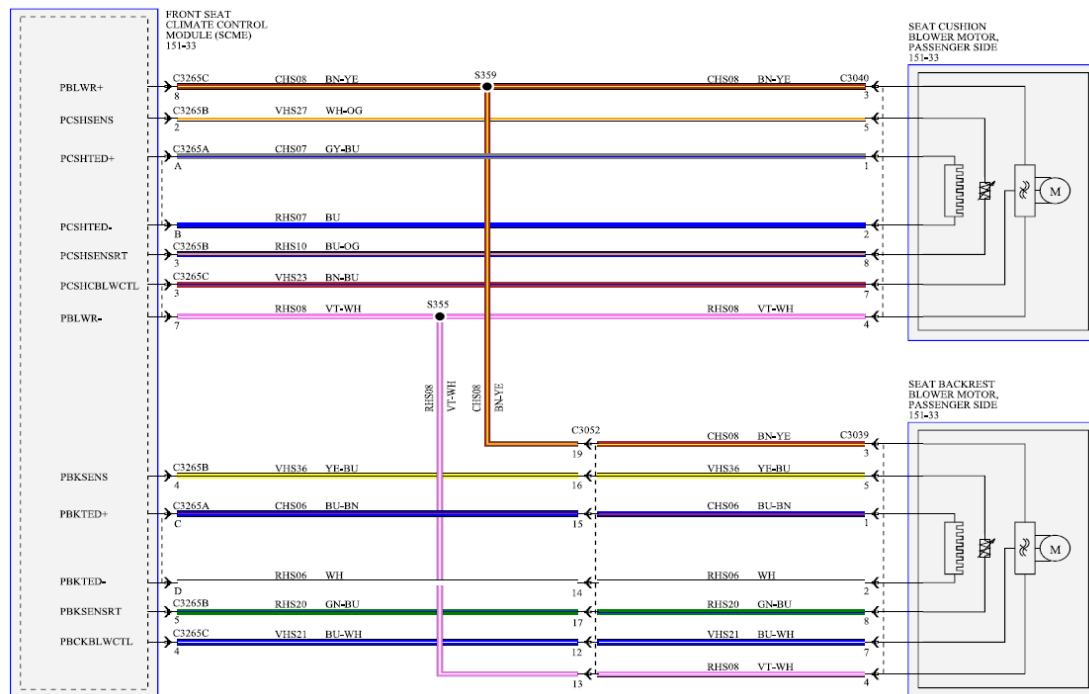 FRONT SEAT
CLIMATE CONTROL
MODULE (SCME)
151-33
SEAT CUSHION
BLOWER MOTOR,
PASSENGER SIDE
151-33
PBLWR+ C3265C 8 CHS08 BN-YE S359 CHS08 BN-YE C3040 3
PCSHSENS C3265B 2 VHS27 WH-OG 5
PCSHTED+ C3265A A CHS07 GY-BU 1
M
PCSHTED- B RHS07 BU 2
PCSHSENSRT C3265B 3 RHS10 BU-OG 8
PCSHCBLWCTL C3265C 3 VHS23 BN-BU 7
PBLWR- 7 RHS08 VT-WH S355 RHS08 VT-WH 4
RHS08 VT-WH CHS08 BN-YE
SEAT BACKREST
BLOWER MOTOR,
PASSENGER SIDE
151-33
19 C3052 CHS08 BN-YE C3039 3
PBKSENS C3265B 4 VHS36 YE-BU 16 VHS36 YE-BU 5
PBKTED+ C3265A C CHS06 BU-BN 15 CHS06 BU-BN 1
M
PBKTED- D RHS06 WH 14 RHS06 WH 2
PBKSENSRT C3265B 5 RHS20 GN-BU 17 RHS20 GN-BU 8
PBCKBLWCTL C3265C 4 VHS21 BU-WH 12 VHS21 BU-WH 7
13 RHS08 VT-WH 4